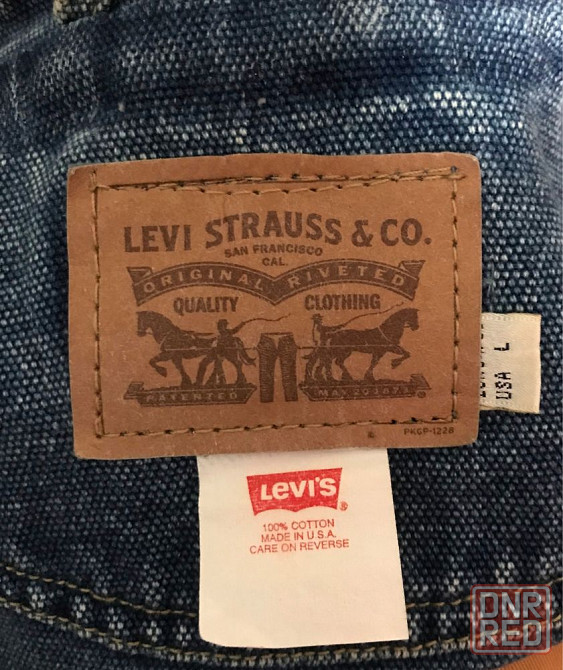 LEVI STRAUSS & CO.
SAN FRANCISCO
CAL.
ORIGINAL RIVETED
QUALITY CLOTHING
PATENTED MAY 20 1873
PKGP-1228
USA L
LEVI'S ®
100% COTTON
MADE IN U.S.A.
CARE ON REVERSE
DNR
RED